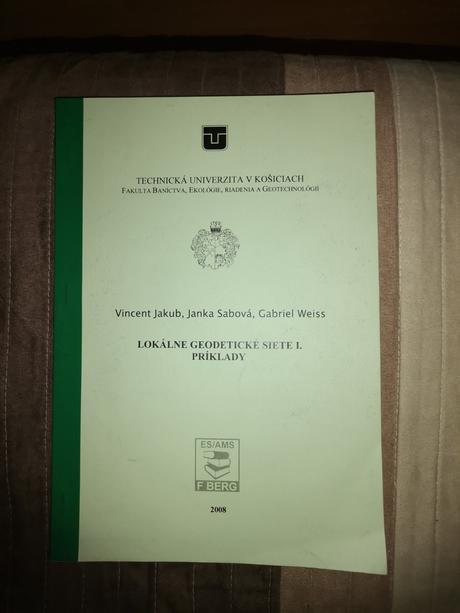 TECHNICKÁ UNIVERZITA V KOŠICIACH
FAKULTA BANÍCTVA, EKOLÓGIE, RIADENIA A GEOTECHNOLÓGIÍ
Vincent Jakub, Janka Sabová, Gabriel Weiss
LOKÁLNE GEODETICKÉ SIETE I.
PRÍKLADY
ES/AMS
F BERG
2008